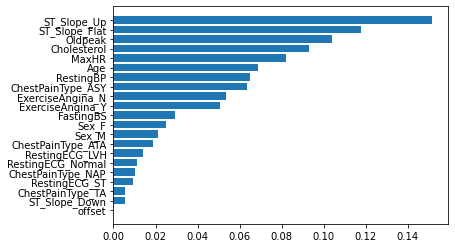 ST_Slope_Up
ST_Slope_Flat
Oldpeak
Cholesterol
MaxHR
Age
RestingBP
ChestPainType_ASY
ExerciseAngina_N
ExerciseAngina_Y
FastingBS
Sex_F
Sex_M
ChestPainType_ATA
RestingECG_LVH
RestingECG_Normal
ChestPainType_NAP
RestingECG_ST
ChestPainType_TA
ST_Slope_Down
offset
0.00 0.02 0.04 0.06 0.08 0.10 0.12 0.14